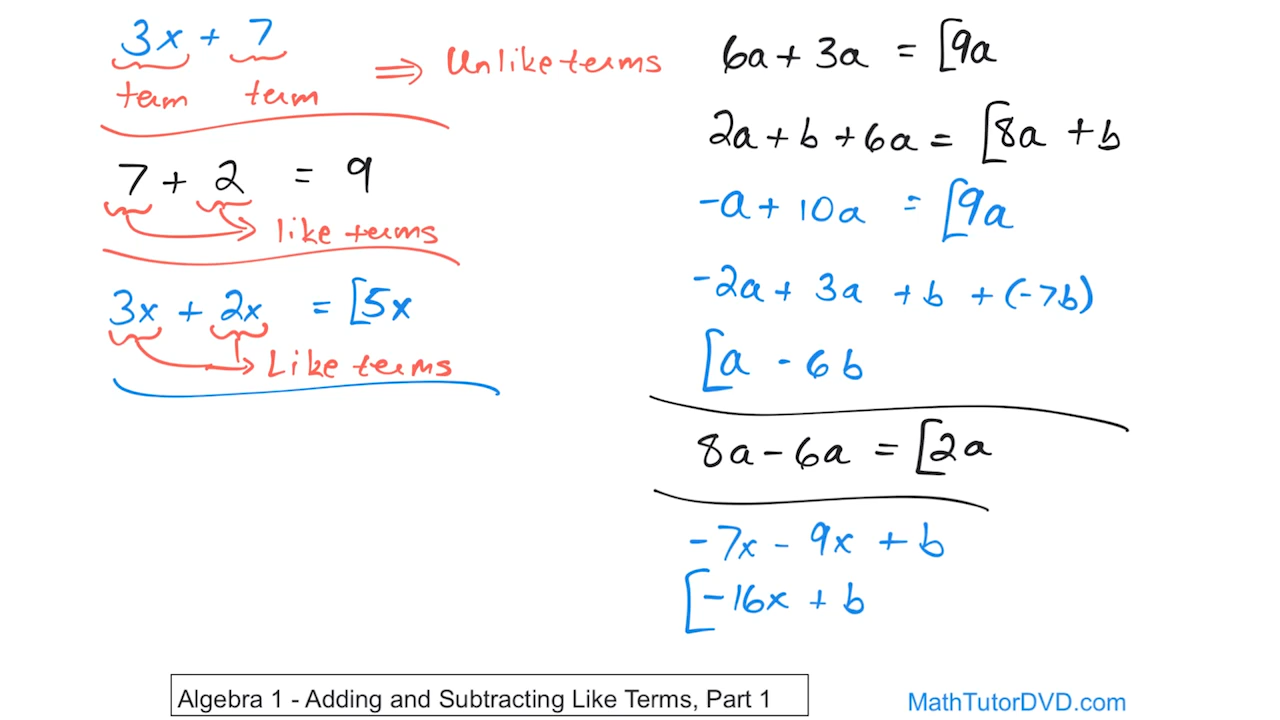 3x + 7
term term
⇒ Unlike terms
7 + 2 = 9
like terms
3x + 2x = [5x
Like terms
6a + 3a = [9a
2a + b + 6a = [8a + b
-a + 10a = [9a
-2a + 3a + b + (-7b)
[a - 6b
8a - 6a = [2a
-7x - 9x + b
[-16x + b
Algebra 1 - Adding and Subtracting Like Terms, Part 1
MathTutorDVD.com